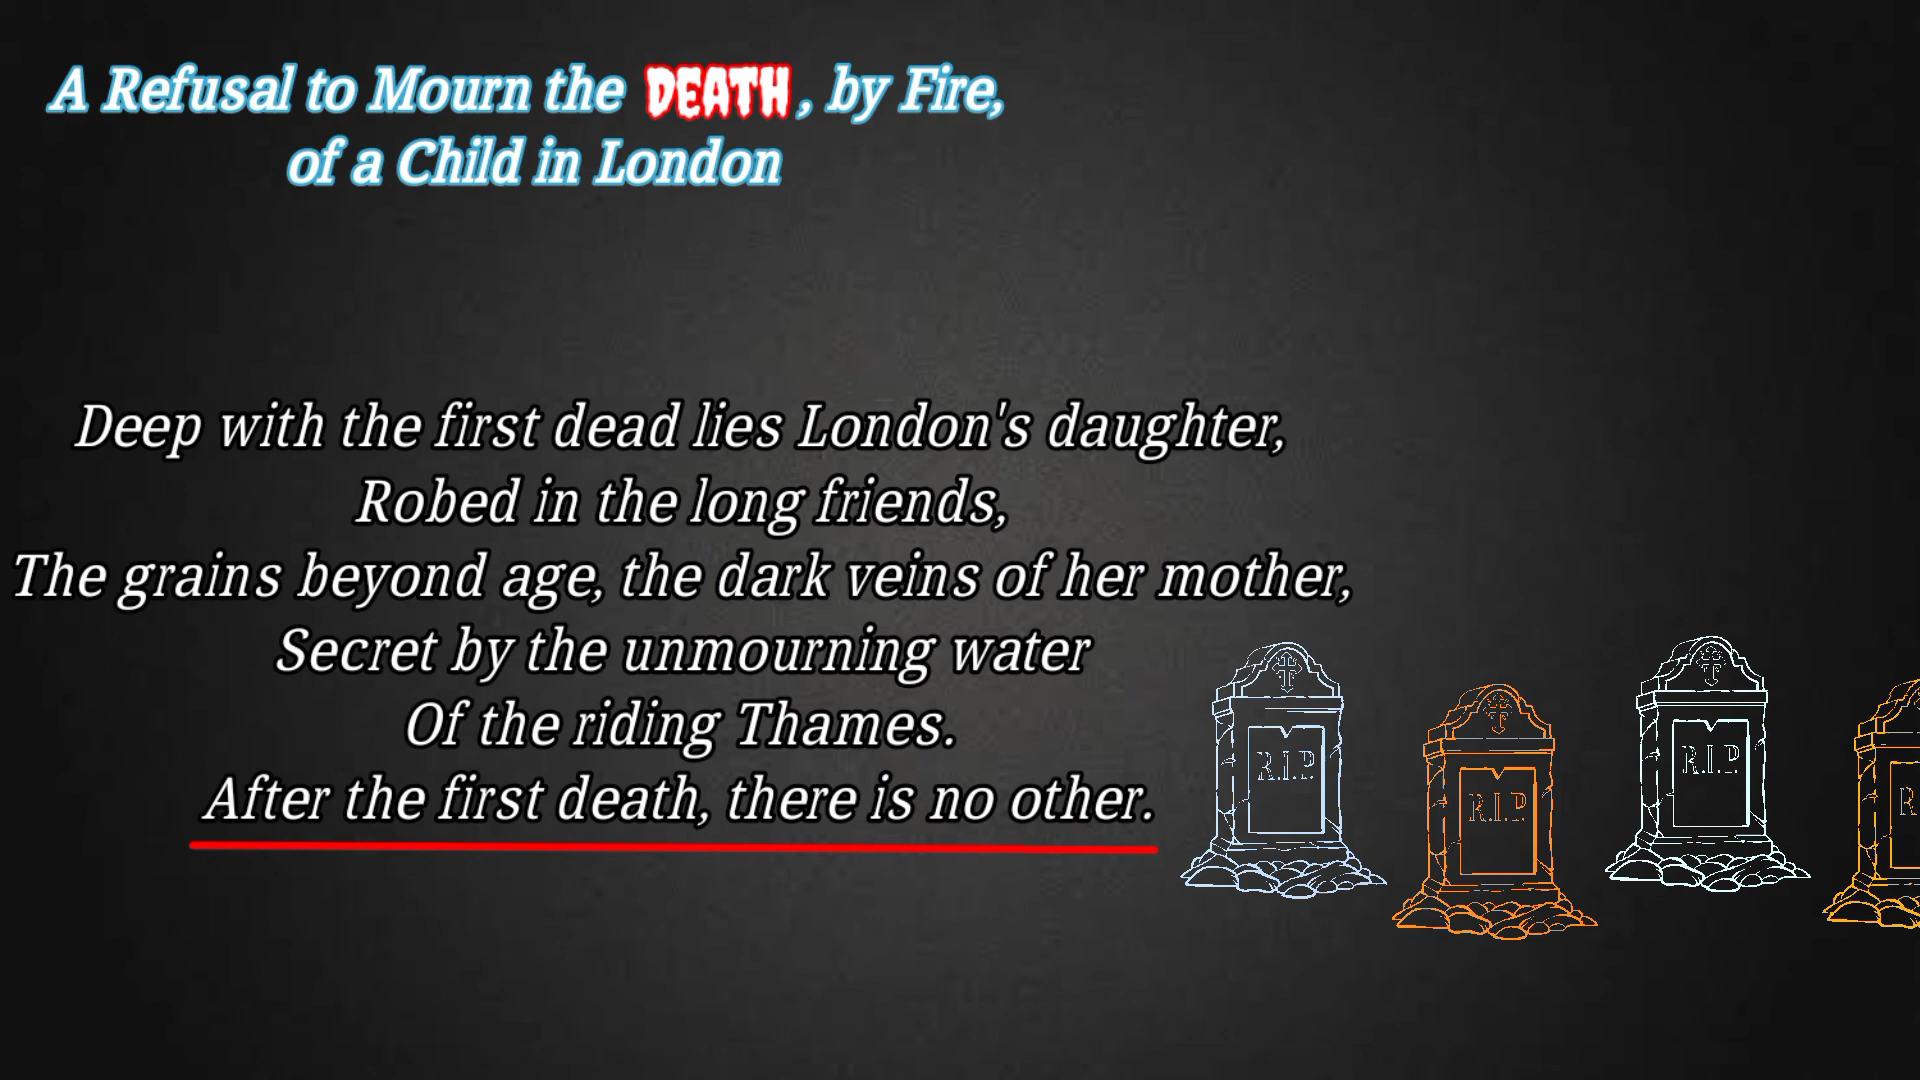 A Refusal to Mourn the DEATH, by Fire,
of a Child in London
Deep with the first dead lies London's daughter,
Robed in the long friends,
The grains beyond age, the dark veins of her mother,
Secret by the unmourning water
Of the riding Thames.
After the first death, there is no other.
R.I.P.
R.I.P.
R.I.P.
R